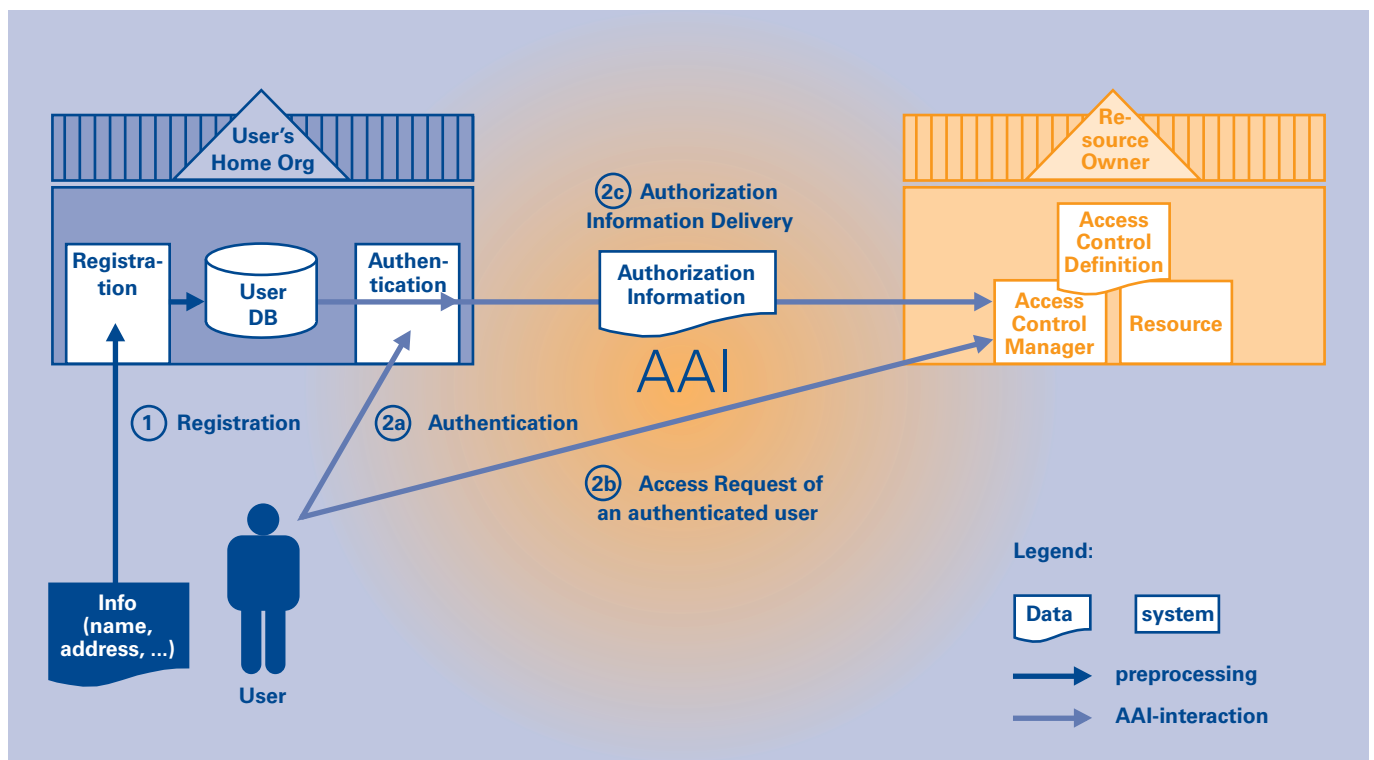 User's
Home Org
Re-
source
Owner
2c Authorization
Information Delivery
Registra-
tion
User
DB
Authen-
tication
Authorization
Information
Access
Control
Definition
Access
Control
Manager
Resource
AAI
1 Registration
2a Authentication
2b Access Request of
an authenticated user
Info
(name,
address, ...)
User
Legend:
Data
system
preprocessing
AAI-interaction